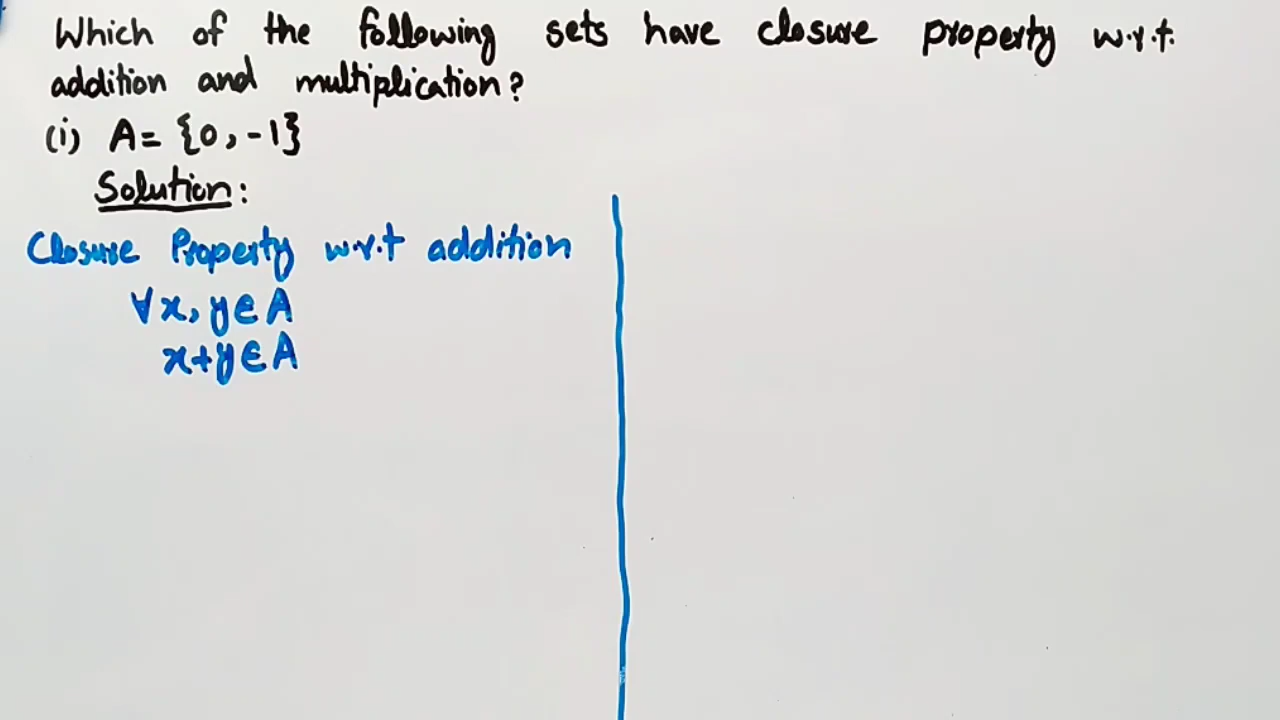 Which of the following sets have closure property w.r.t.
addition and multiplication?
(i) A = {0, -1}
Solution:
Closure Property w.r.t addition
∀x, y∈A
x+y∈A